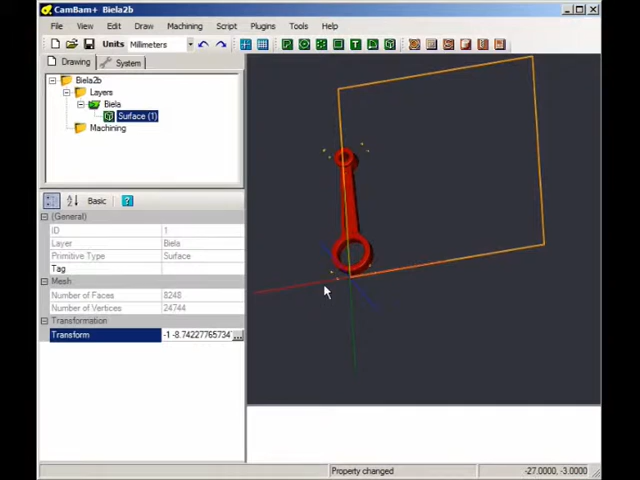 CamBam+ Biela2b
File View Edit Draw Machining Script Plugins Tools Help
Units Millimeters
Drawing System
Biela2b
Layers
Biela
Surface (1)
Machining
Basic
(General)
ID 1
Layer Biela
Primitive Type Surface
Tag
Mesh
Number of Faces 8248
Number of Vertices 24744
Transformation
Transform -1 -8.74227765734 ...
Property changed -27.0000, -3.0000